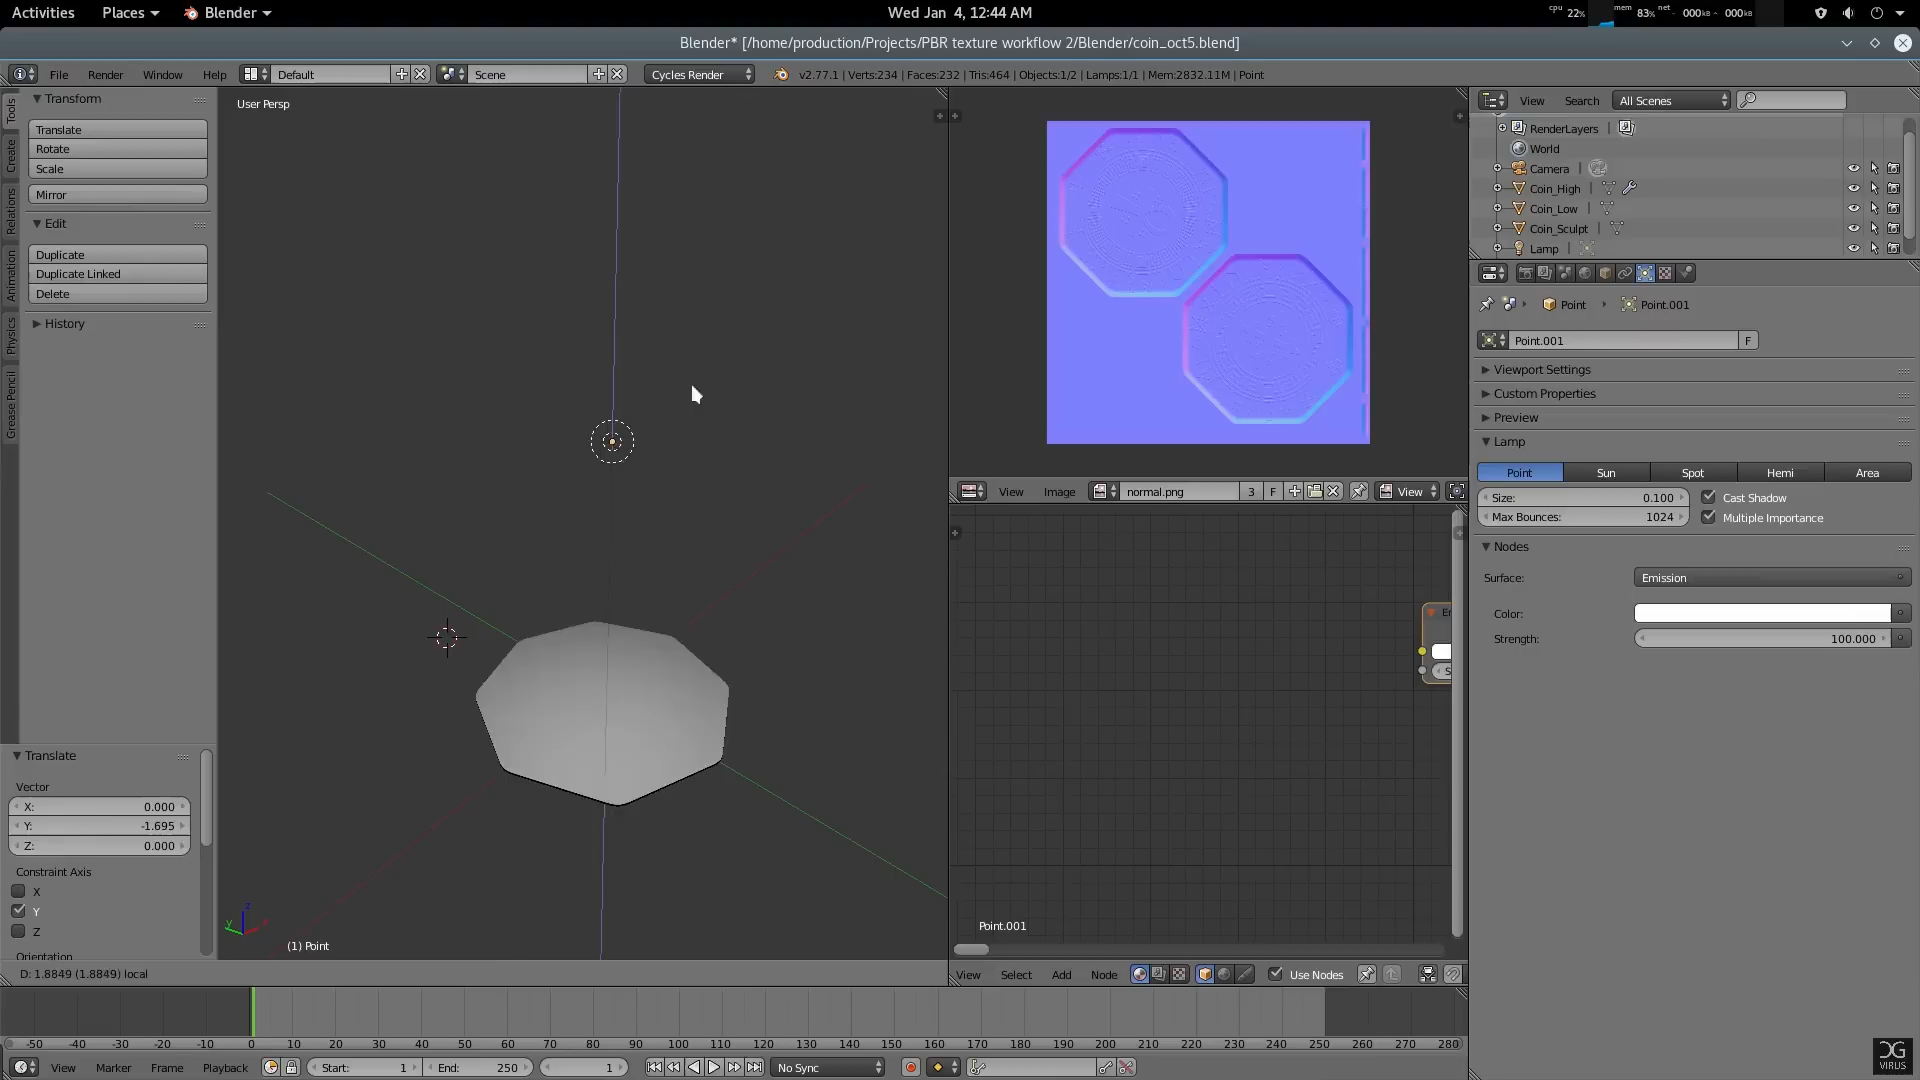 Activities Places Blender Wed Jan 4, 12:44 AM cpu 22% mem 83% net 000kB 000kB
Blender* [/home/production/Projects/PBR texture workflow 2/Blender/coin_oct5.blend]
File Render Window Help Default Scene Cycles Render v2.77.1 | Verts:234 | Faces:232 | Tris:464 | Objects:1/2 | Lamps:1/1 | Mem:2832.11M | Point
Tools
Create
Relations
Animation
Physics
Grease Pencil
Transform
Translate
Rotate
Scale
Mirror
Edit
Duplicate
Duplicate Linked
Delete
History
Translate
Vector
X: 0.000
Y: -1.695
Z: 0.000
Constraint Axis
X
Y
Z
Orientation
User Persp
(1) Point
D: 1.8849 (1.8849) local
View Image normal.png 3 F View
Point.001
View Select Add Node Use Nodes
View Search All Scenes
RenderLayers
World
Camera
Coin_High
Coin_Low
Coin_Sculpt
Lamp
Point Point.001
Point.001 F
Viewport Settings
Custom Properties
Preview
Lamp
Point Sun Spot Hemi Area
Size: 0.100 Cast Shadow
Max Bounces: 1024 Multiple Importance
Nodes
Surface: Emission
Color:
Strength: 100.000
-50 -40 -30 -20 -10 0 10 20 30 40 50 60 70 80 90 100 110 120 130 140 150 160 170 180 190 200 210 220 230 240 250 260 270 280
View Marker Frame Playback Start: 1 End: 250 1 No Sync
CG VIRUS